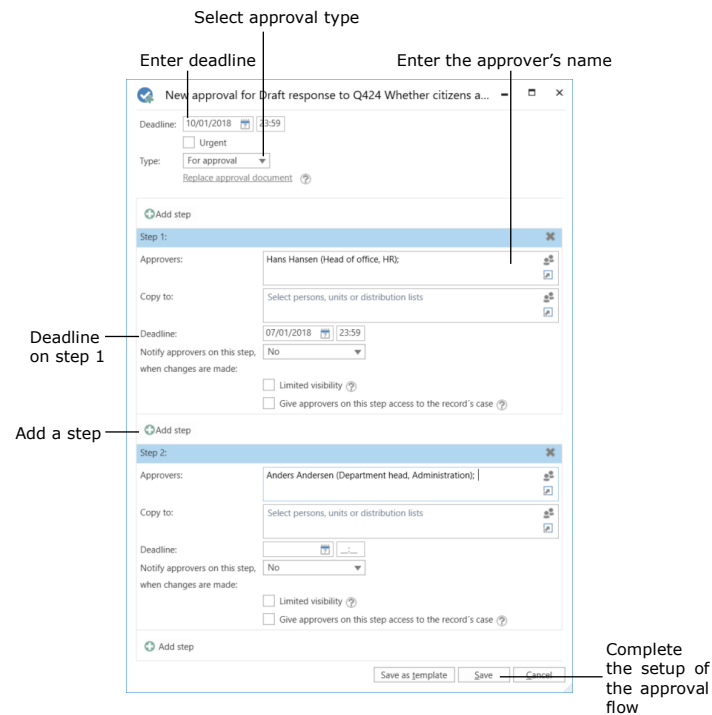 Select approval type
Enter deadline
Enter the approver's name
New approval for Draft response to Q424 Whether citizens a...
Deadline: 10/01/2018 23:59
Urgent
Type: For approval
Replace approval document
Add step
Step 1:
Approvers: Hans Hansen (Head of office, HR);
Copy to: Select persons, units or distribution lists
Deadline on step 1
Deadline: 07/01/2018 23:59
Notify approvers on this step, No
when changes are made:
Limited visibility
Give approvers on this step access to the record´s case
Add a step
Add step
Step 2:
Approvers: Anders Andersen (Department head, Administration);
Copy to: Select persons, units or distribution lists
Deadline: __:__
Notify approvers on this step, No
when changes are made:
Limited visibility
Give approvers on this step access to the record´s case
Add step
Save as template Save Cancel
Complete
the setup of
the approval
flow